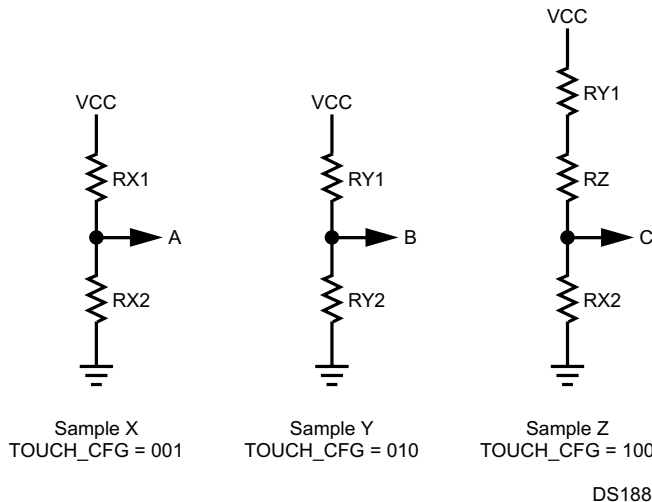 VCC
RX1
A
RX2
Sample X
TOUCH_CFG = 001
VCC
RY1
B
RY2
Sample Y
TOUCH_CFG = 010
VCC
RY1
RZ
C
RX2
Sample Z
TOUCH_CFG = 100
DS188